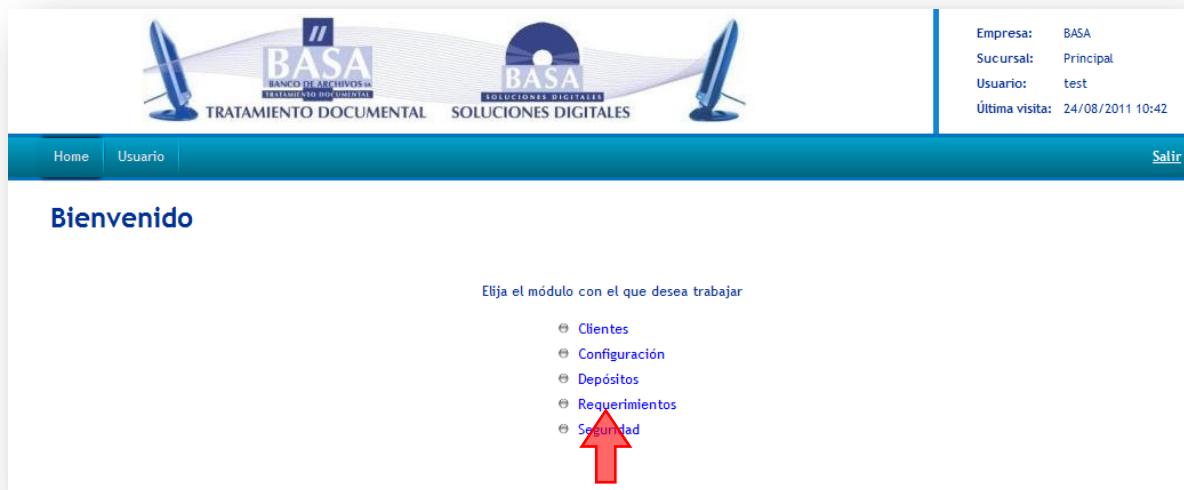 BASA
BANCO DE ARCHIVOS SA
TRATAMIENTO DOCUMENTAL
TRATAMIENTO DOCUMENTAL
BASA
SOLUCIONES DIGITALES
SOLUCIONES DIGITALES
Empresa: BASA
Sucursal: Principal
Usuario: test
Última visita: 24/08/2011 10:42
Home Usuario Salir
Bienvenido
Elija el módulo con el que desea trabajar
Clientes
Configuración
Depósitos
Requerimientos
Seguridad